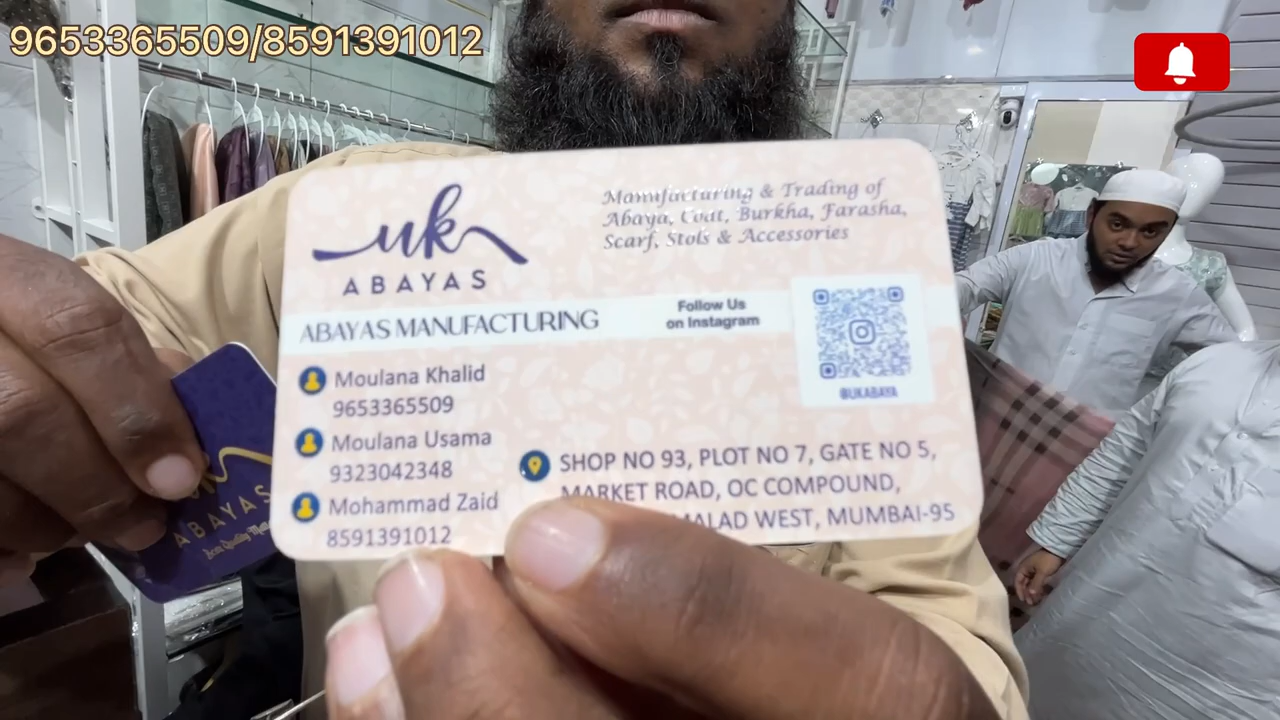 9653365509/8591391012
uk
ABAYAS
Manufacturing & Trading of
Abaya, Coat, Burkha, Farasha,
Scarf, Stols & Accessories
ABAYAS MANUFACTURING
Follow Us
on Instagram
@UKABAYA
Moulana Khalid
9653365509
Moulana Usama
9323042348
Mohammad Zaid
8591391012
SHOP NO 93, PLOT NO 7, GATE NO 5,
MARKET ROAD, OC COMPOUND,
MALAD WEST, MUMBAI-95
ABAYAS